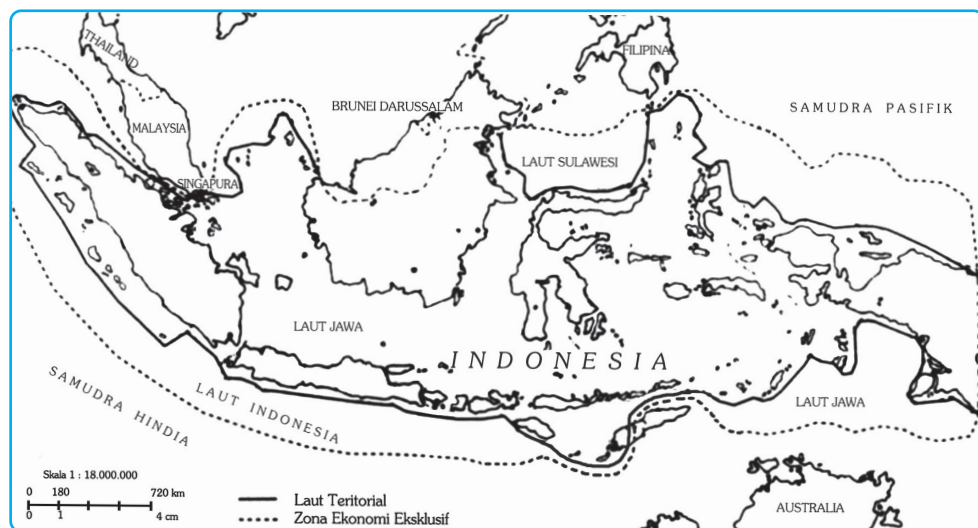 THAILAND
FILIPINA
BRUNEI DARUSSALAM
SAMUDRA PASIFIK
MALAYSIA
LAUT SULAWESI
SINGAPURA
LAUT JAWA
INDONESIA
SAMUDRA HINDIA
LAUT INDONESIA
LAUT JAWA
Skala 1 : 18.000.000
0 180 720 km
0 1 4 cm
Laut Teritorial
Zona Ekonomi Eksklusif
AUSTRALIA